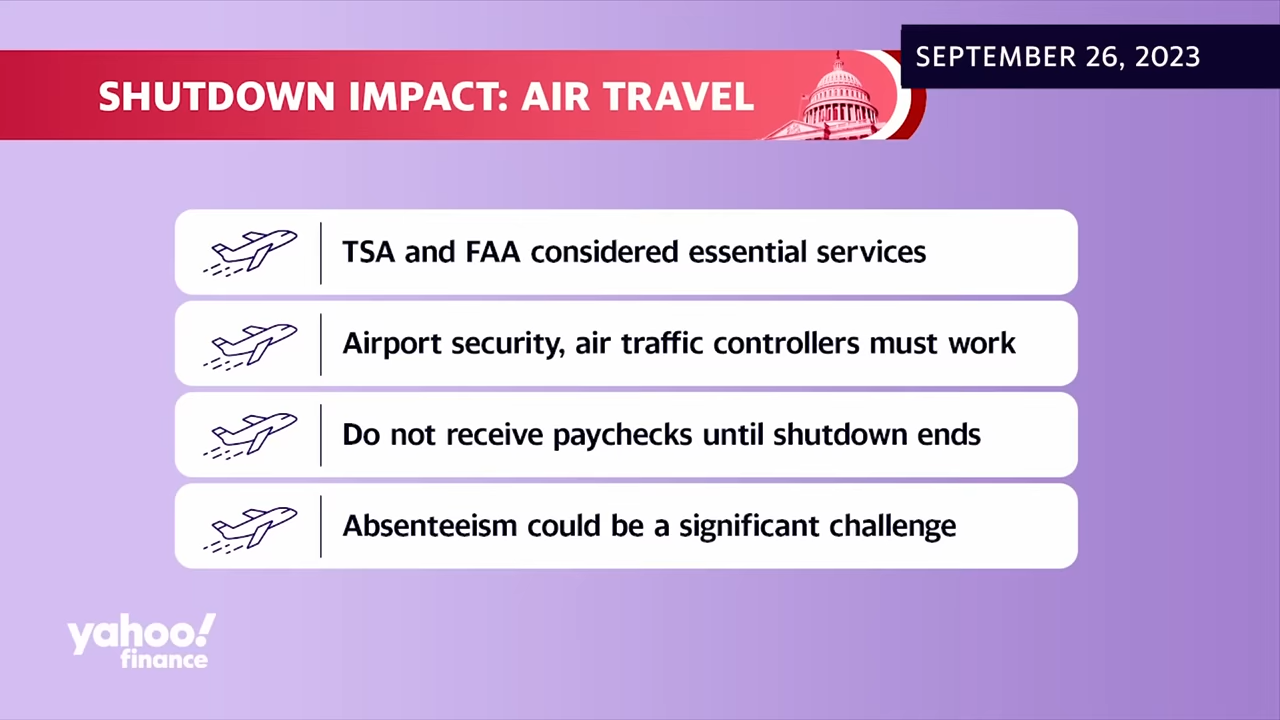 SEPTEMBER 26, 2023
SHUTDOWN IMPACT: AIR TRAVEL
TSA and FAA considered essential services
Airport security, air traffic controllers must work
Do not receive paychecks until shutdown ends
Absenteeism could be a significant challenge
yahoo!
finance